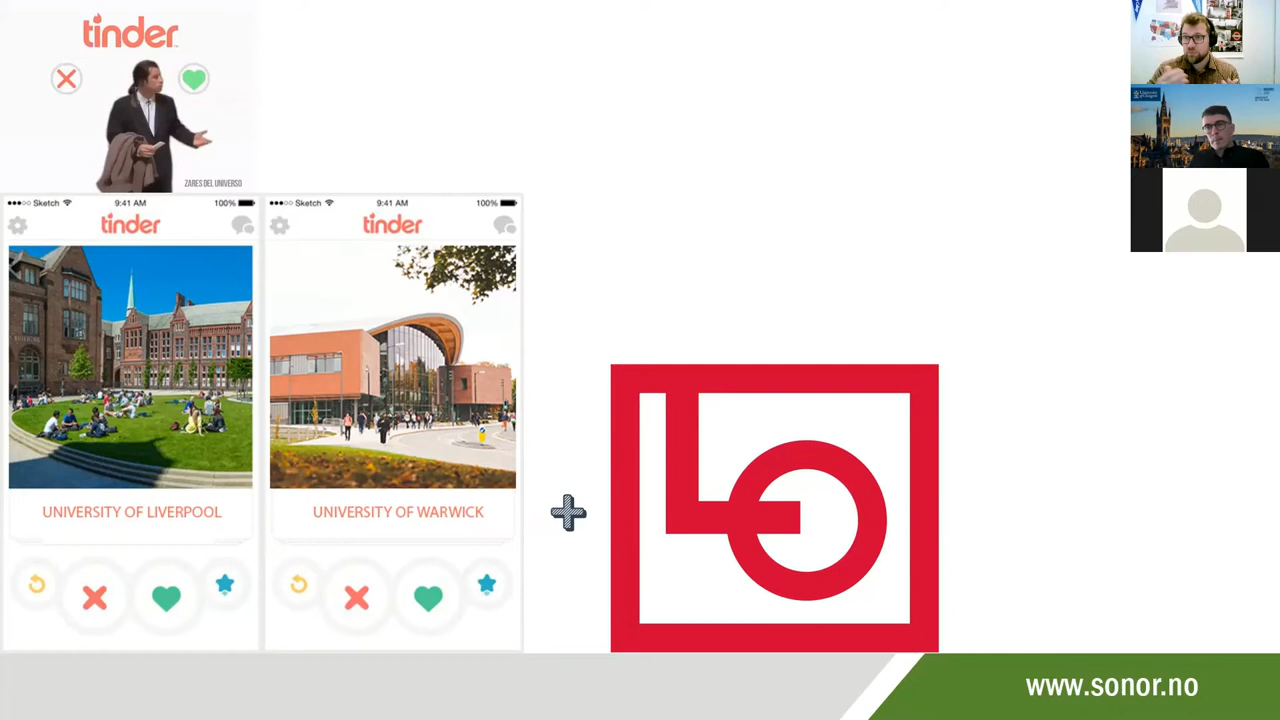 tinder
ZARES DEL UNIVERSO
Sketch 9:41 AM 100%
tinder
UNIVERSITY OF LIVERPOOL
Sketch 9:41 AM 100%
tinder
UNIVERSITY OF WARWICK
LO
www.sonor.no